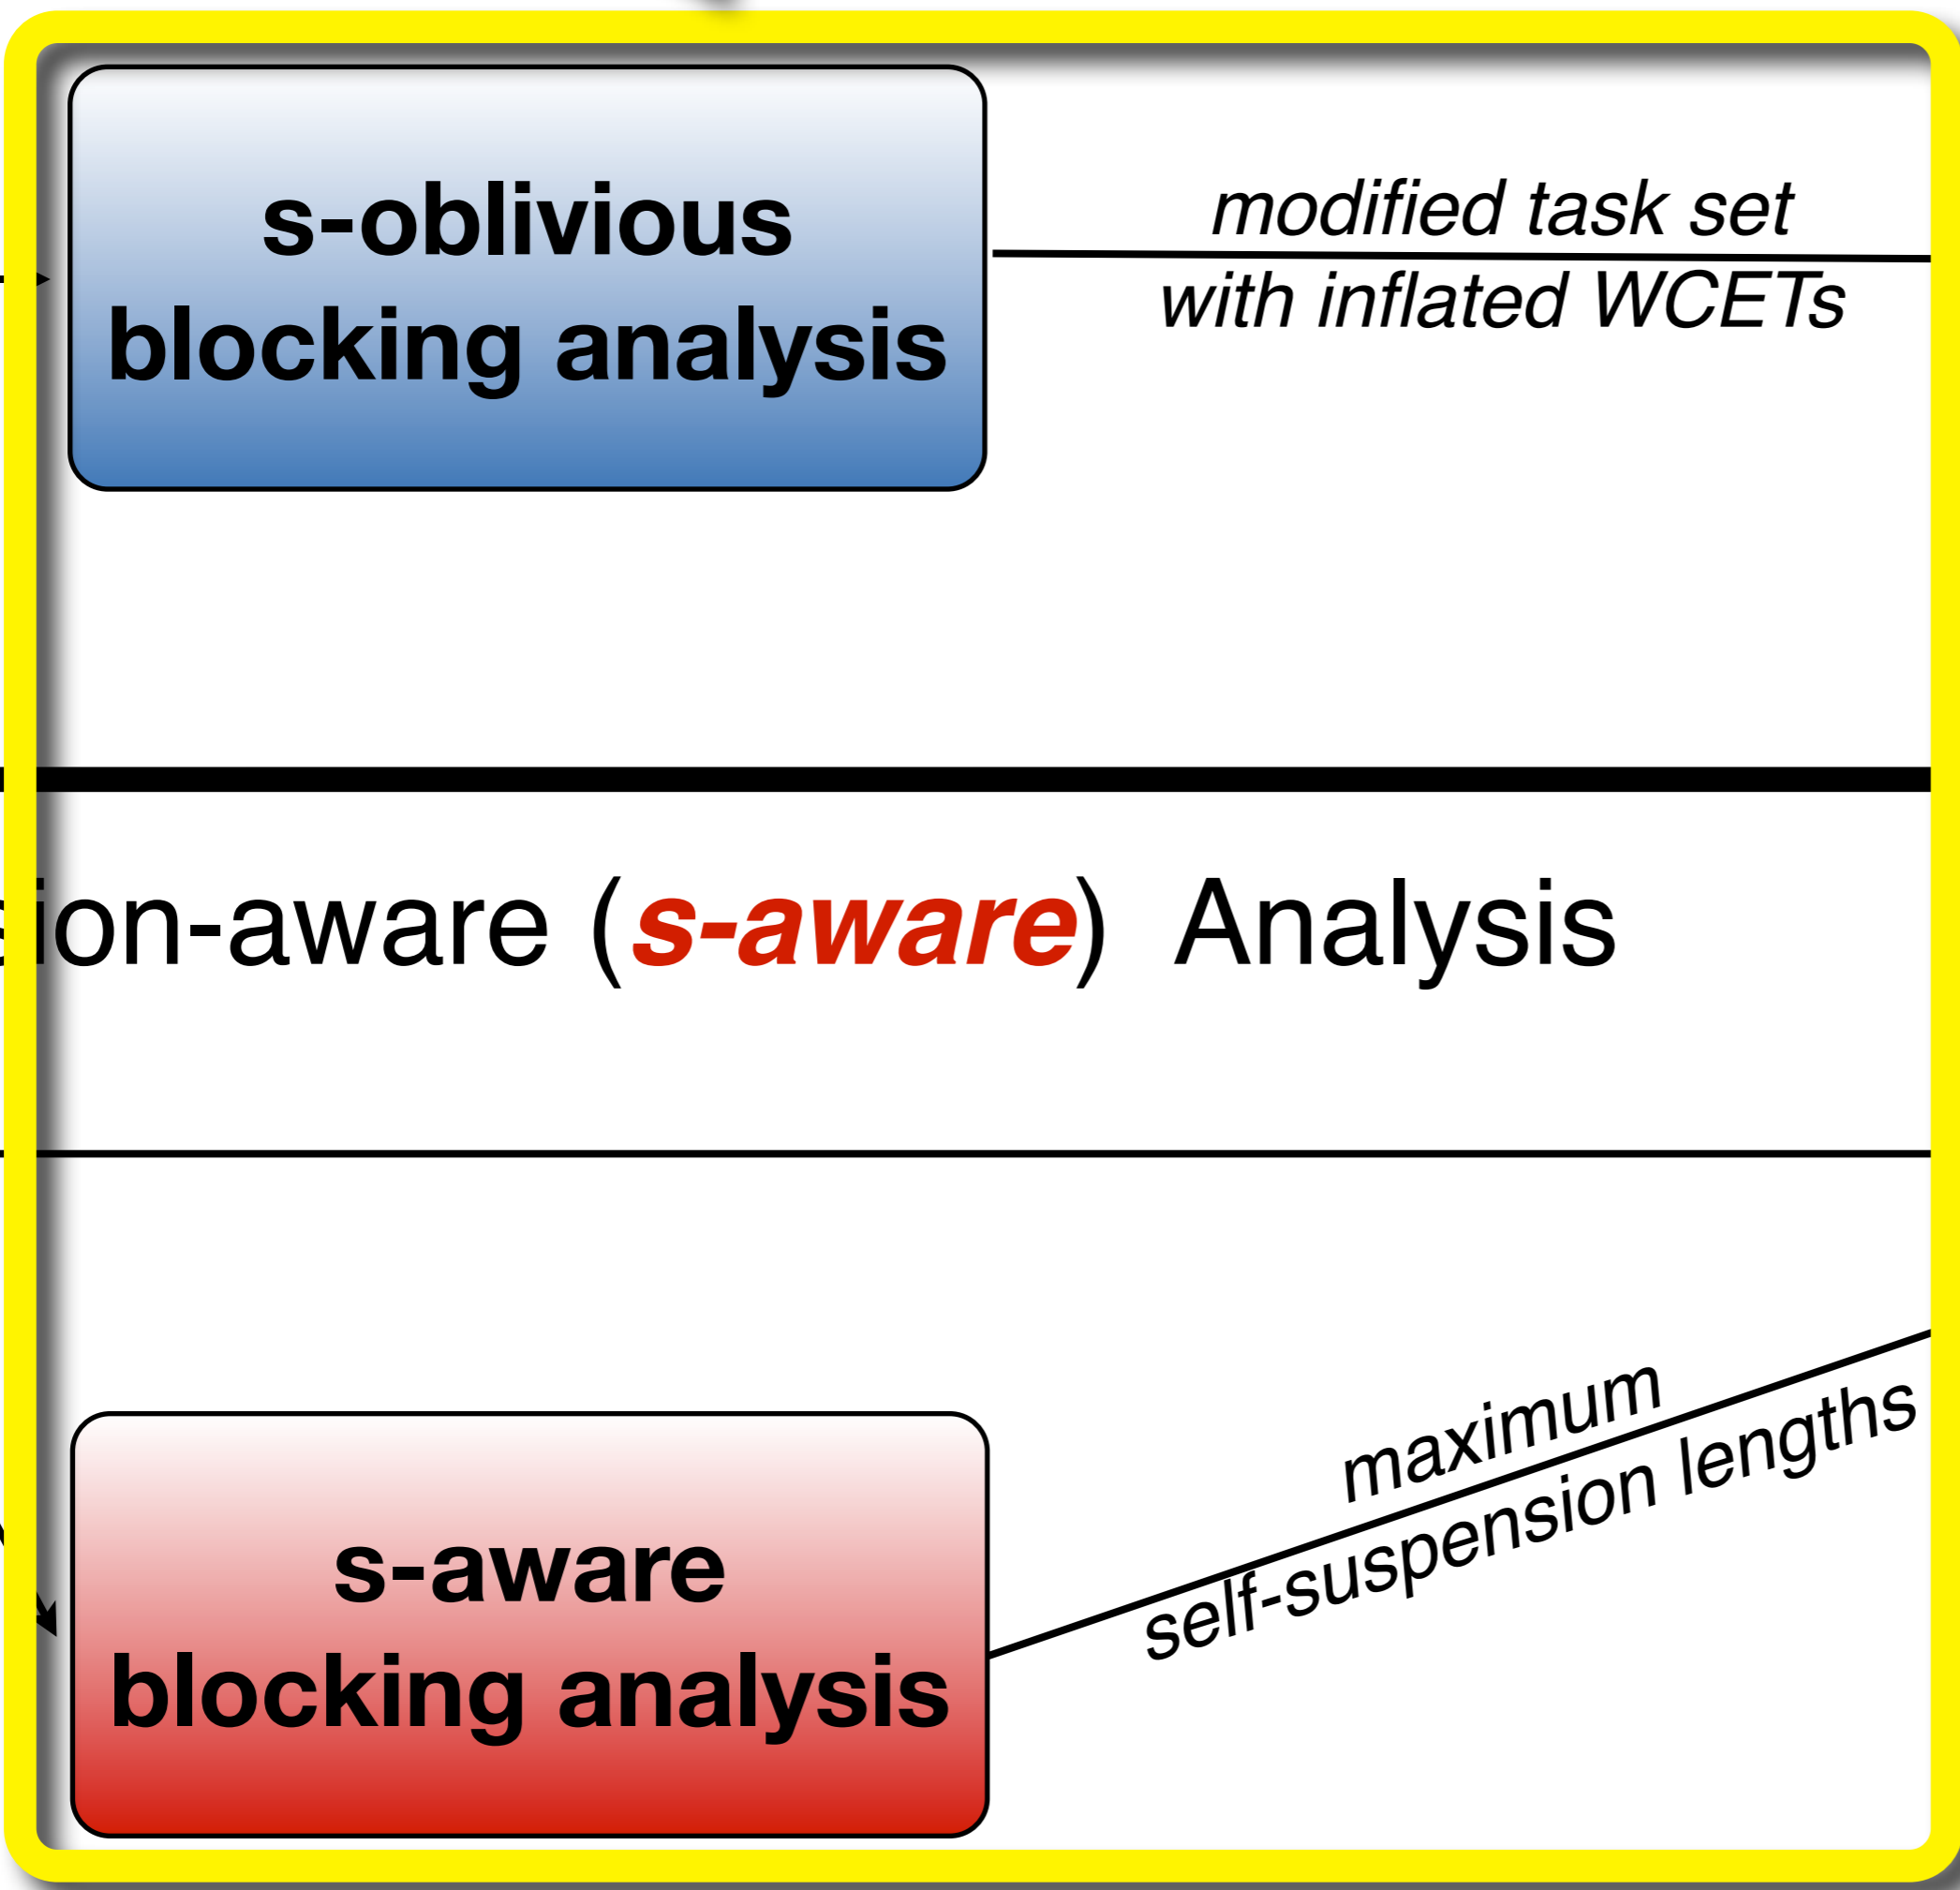 s-oblivious
blocking analysis
modified task set
with inflated WCETs
sion-aware (s-aware) Analysis
maximum
self-suspension lengths
s-aware
blocking analysis